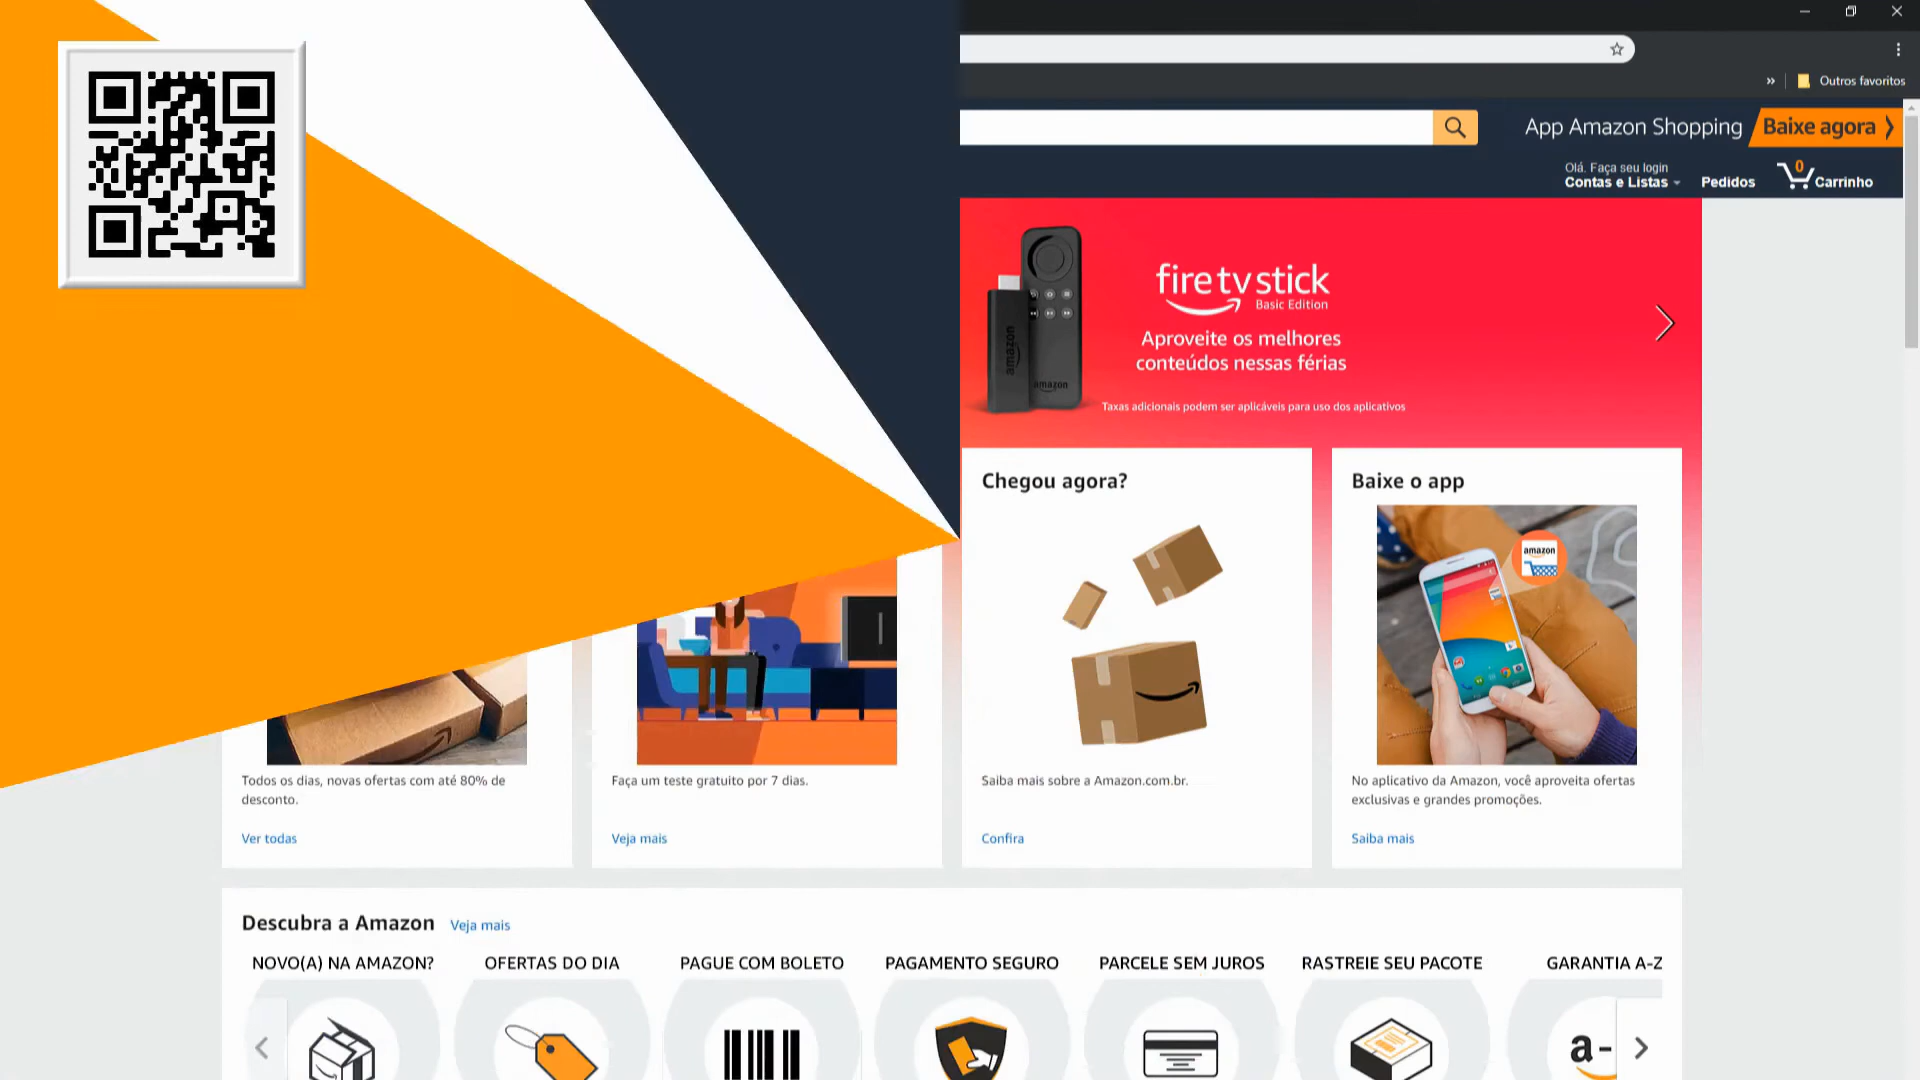 Outros favoritos
App Amazon Shopping
Baixe agora
Olá. Faça seu login
Contas e Listas
Pedidos
0
Carrinho
fire tv stick
Basic Edition
Aproveite os melhores
conteúdos nessas férias
Taxas adicionais podem ser aplicáveis para uso dos aplicativos
amazon
amazon
Chegou agora?
Baixe o app
amazon
Todos os dias, novas ofertas com até 80% de
desconto.
Ver todas
Faça um teste gratuito por 7 dias.
Veja mais
Saiba mais sobre a Amazon.com.br.
Confira
No aplicativo da Amazon, você aproveita ofertas
exclusivas e grandes promoções.
Saiba mais
Descubra a Amazon
Veja mais
NOVO(A) NA AMAZON?
OFERTAS DO DIA
PAGUE COM BOLETO
PAGAMENTO SEGURO
PARCELE SEM JUROS
RASTREIE SEU PACOTE
GARANTIA A-Z
a-